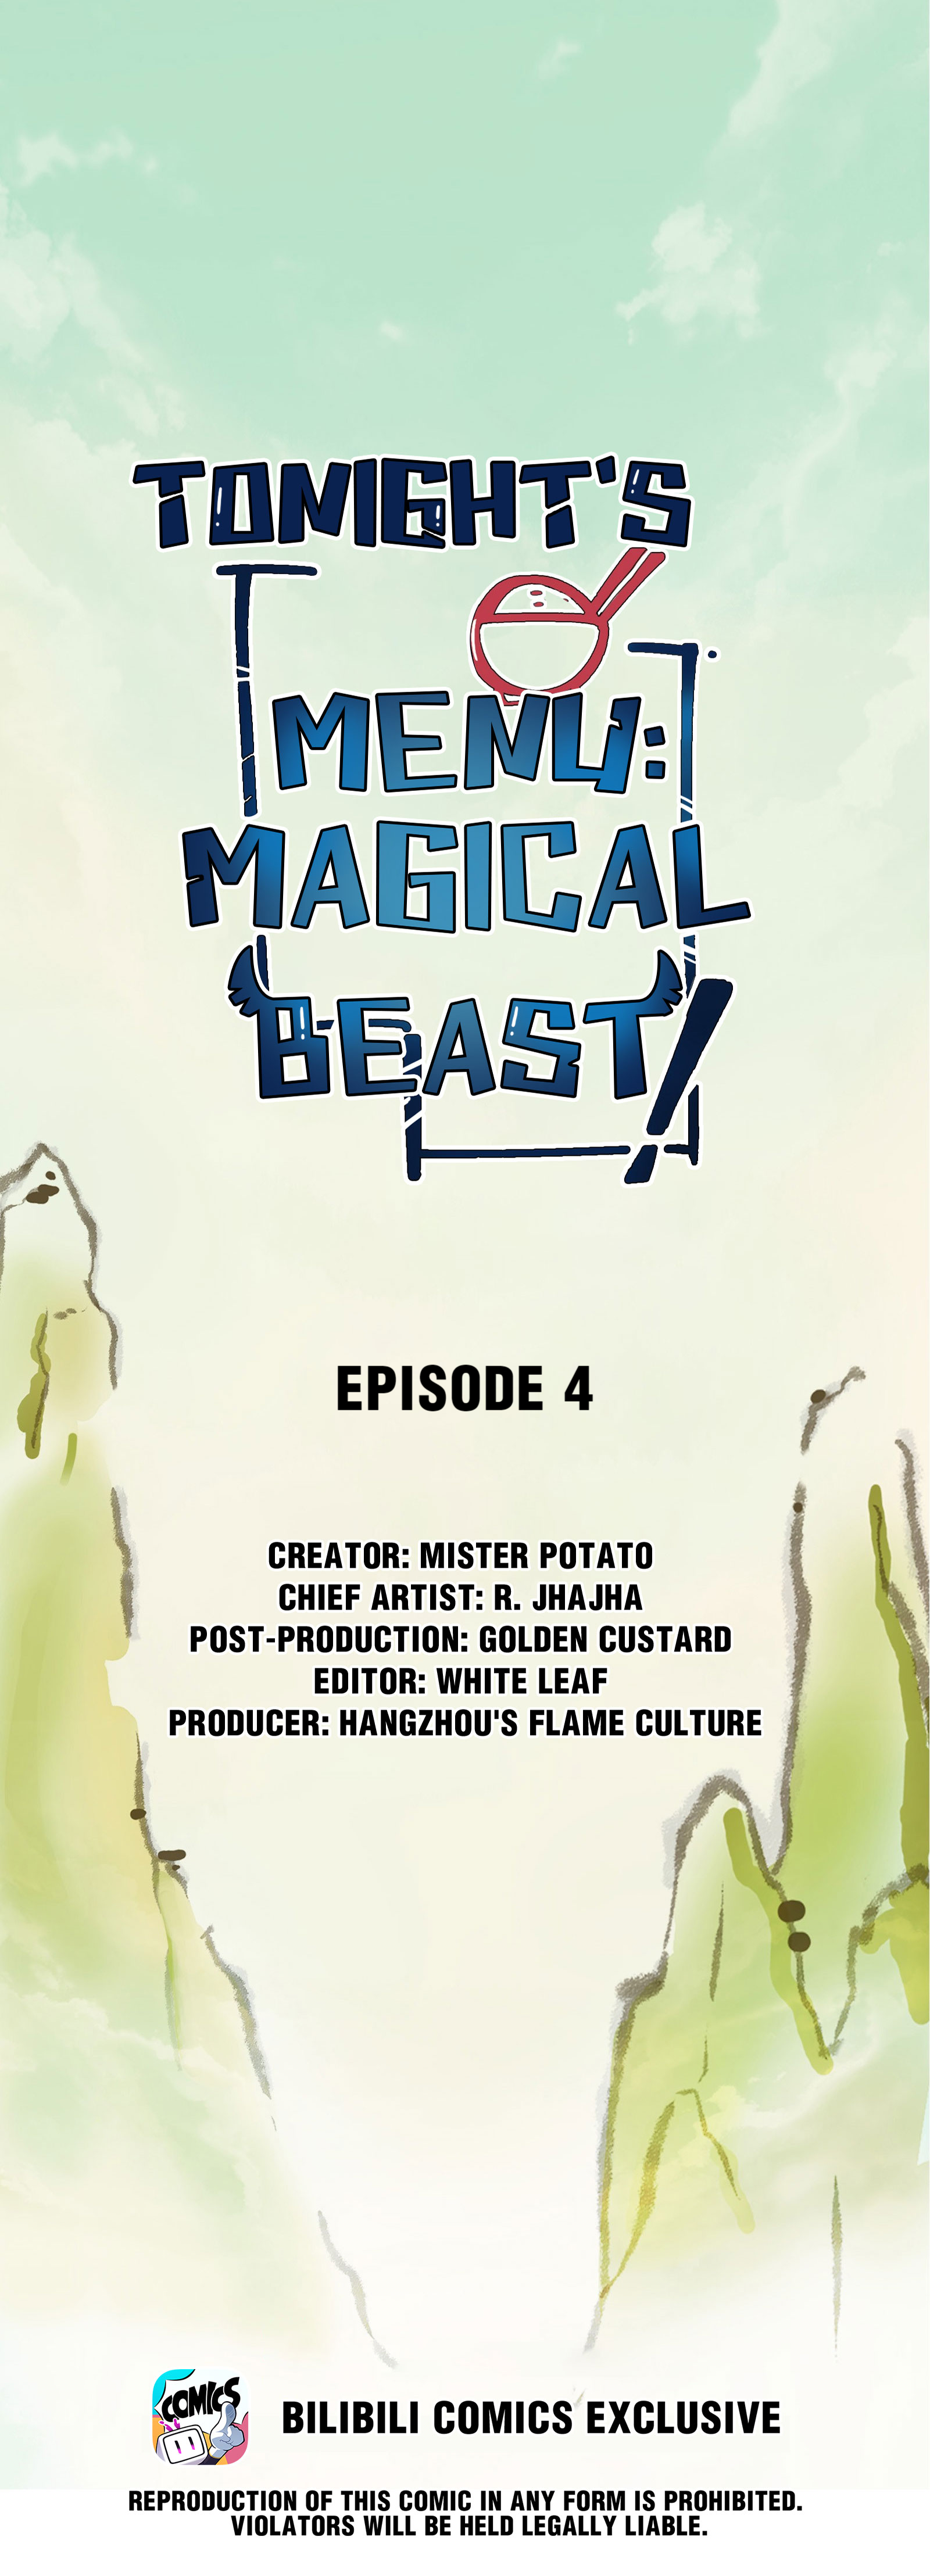 TONIGHT'S
MENU:
MAGICAL
BEAST!
EPISODE 4
CREATOR: MISTER POTATO
CHIEF ARTIST: R. JHAJHA
POST-PRODUCTION: GOLDEN CUSTARD
EDITOR: WHITE LEAF
PRODUCER: HANGZHOU'S FLAME CULTURE
COMICS
BILIBILI COMICS EXCLUSIVE
REPRODUCTION OF THIS COMIC IN ANY FORM IS PROHIBITED.
VIOLATORS WILL BE HELD LEGALLY LIABLE.